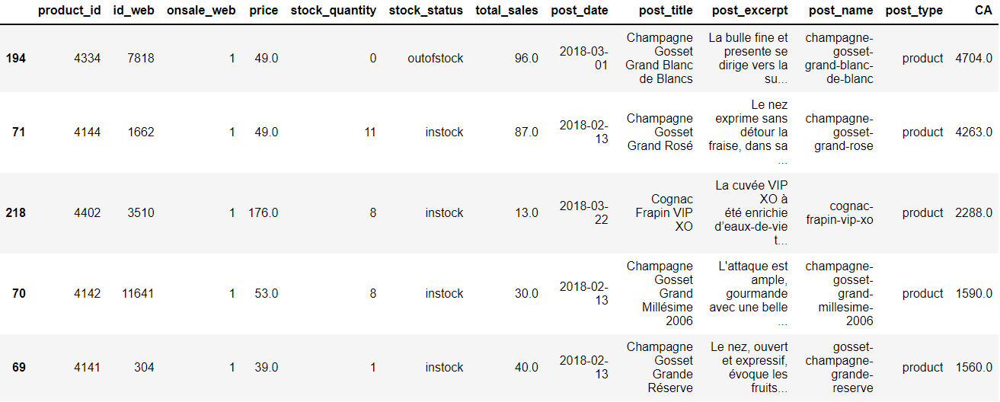 product_id id_web onsale_web price stock_quantity stock_status total_sales post_date post_title post_excerpt post_name post_type CA
194 4334 7818 1 49.0 0 outofstock 96.0 2018-03-01 Champagne Gosset Grand Blanc de Blancs La bulle fine et presente se dirige vers la su... champagne-gosset-grand-blanc-de-blanc product 4704.0
71 4144 1662 1 49.0 11 instock 87.0 2018-02-13 Champagne Gosset Grand Rosé Le nez exprime sans détour la fraise, dans sa ... champagne-gosset-grand-rose product 4263.0
218 4402 3510 1 176.0 8 instock 13.0 2018-03-22 Cognac Frapin VIP XO La cuvée VIP XO à été enrichie d’eaux-de-vie t... cognac-frapin-vip-xo product 2288.0
70 4142 11641 1 53.0 8 instock 30.0 2018-02-13 Champagne Gosset Grand Millésime 2006 L'attaque est ample, gourmande avec une belle ... champagne-gosset-grand-millesime-2006 product 1590.0
69 4141 304 1 39.0 1 instock 40.0 2018-02-13 Champagne Gosset Grande Réserve Le nez, ouvert et expressif, évoque les fruits... gosset-champagne-grande-reserve product 1560.0